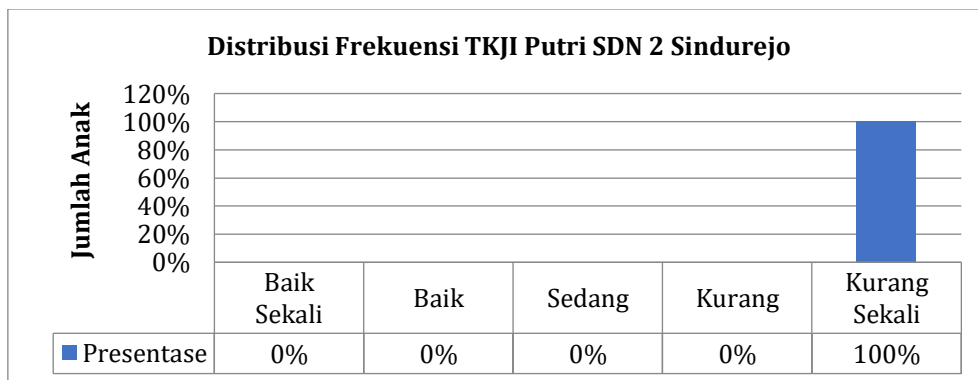 Distribusi Frekuensi TKJI Putri SDN 2 Sindurejo
Jumlah Anak
120%
100%
80%
60%
40%
20%
0%
Baik
Sekali
Baik
Sedang
Kurang
Kurang
Sekali
Presentase 0% 0% 0% 0% 100%